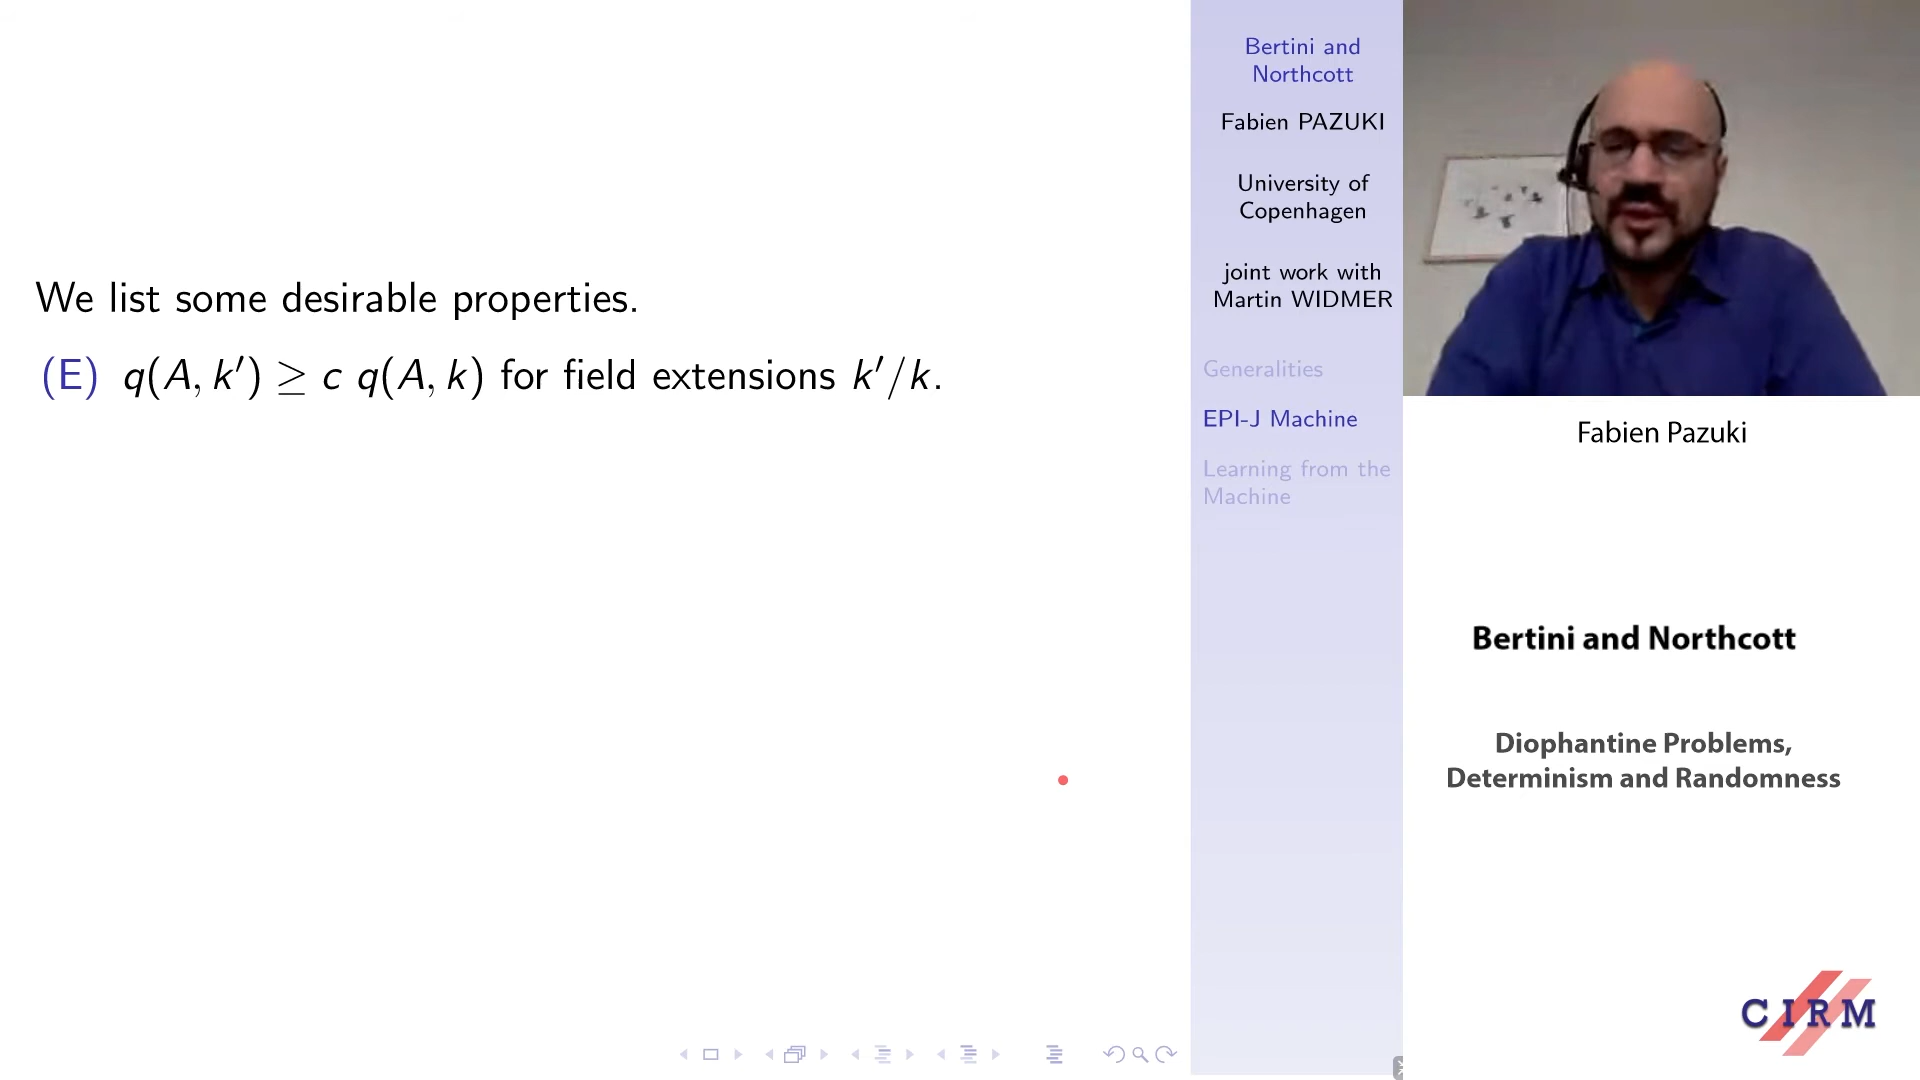 We list some desirable properties.
(E) q(A, k′) ≥ c q(A, k) for field extensions k′/k.
Bertini and
Northcott
Fabien PAZUKI
University of
Copenhagen
joint work with
Martin WIDMER
Generalities
EPI-J Machine
Learning from the
Machine
Fabien Pazuki
Bertini and Northcott
Diophantine Problems,
Determinism and Randomness
CIRM